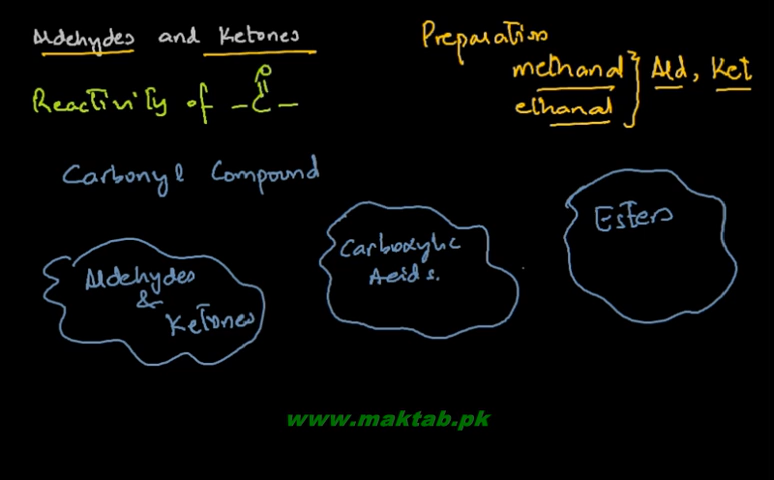 Aldehydes and Ketones
Preparation
methanal } Ald, Ket
ethanal
Reactivity of -C-
O
Carbonyl Compound
Aldehydes
&
Ketones
Carboxylic
Acids.
Esters
www.maktab.pk